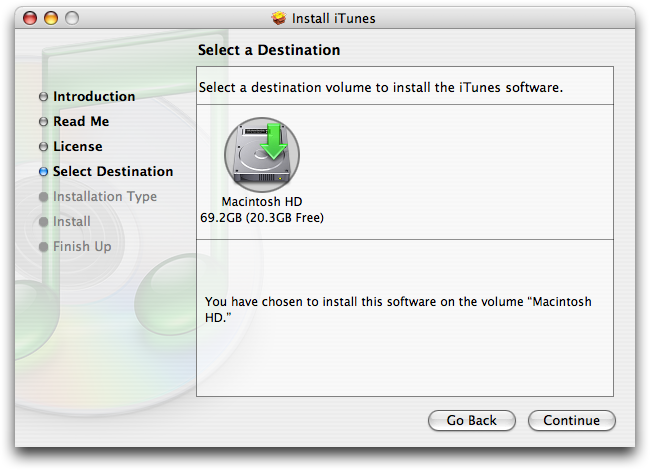 Install iTunes
Select a Destination
Introduction
Read Me
License
Select Destination
Installation Type
Install
Finish Up
Select a destination volume to install the iTunes software.
Macintosh HD
69.2GB (20.3GB Free)
You have chosen to install this software on the volume “Macintosh
HD.”
Go Back
Continue